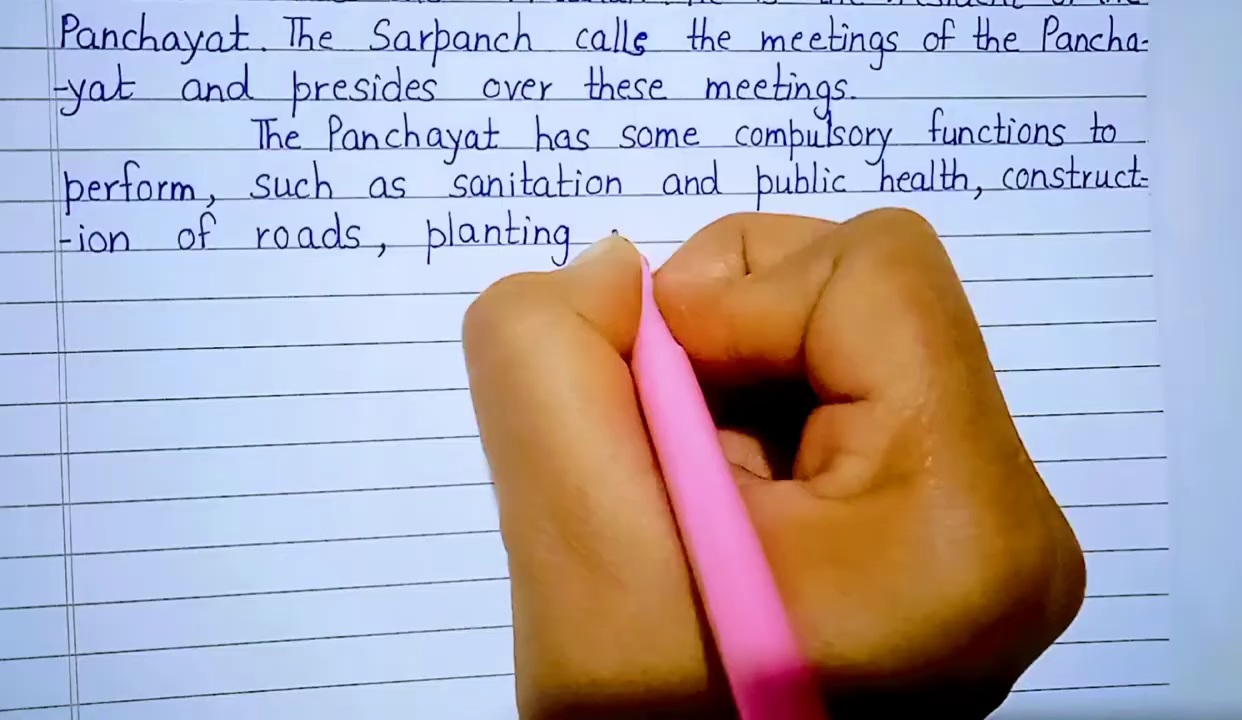 Panchayat. The Sarpanch calls the meetings of the Pancha-
-yat and presides over these meetings.
The Panchayat has some compulsory functions to
perform, such as sanitation and public health, construct-
-ion of roads, planting